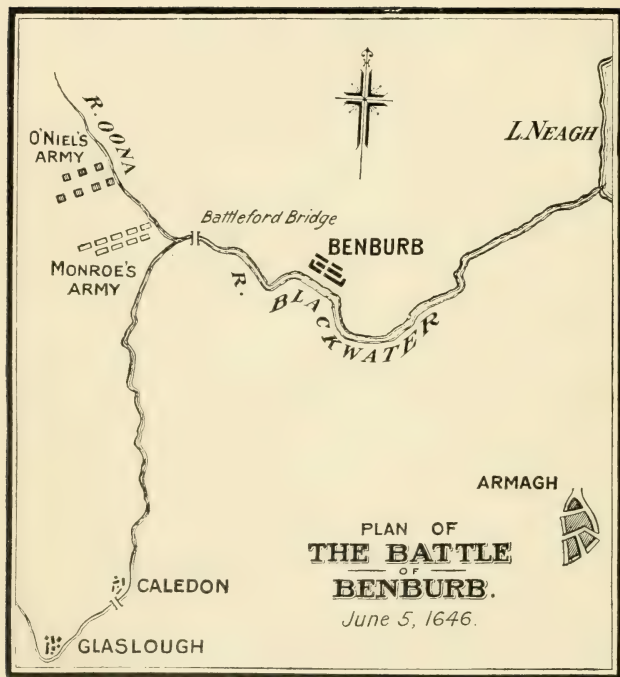 R. OONA
O'NIEL'S
ARMY
L. NEAGH
Battleford Bridge
MONROE'S
ARMY
BENBURB
R. BLACKWATER
ARMAGH
PLAN OF
THE BATTLE
OF
BENBURB.
June 5, 1646.
CALEDON
GLASLOUGH